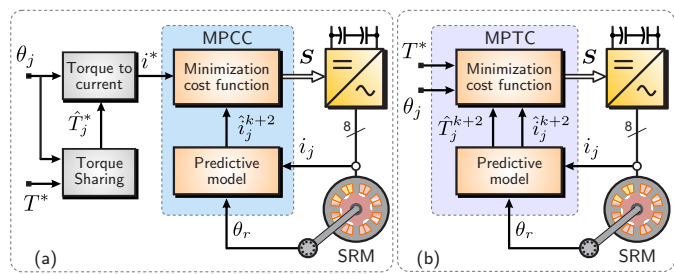 MPCC
θ_j
Torque to
current
i*
Minimization
cost function
S
T̂_j^*
î_j^{k+2}
8
Torque
Sharing
Predictive
model
i_j
T*
θ_r
(a)
SRM
MPTC
T*
θ_j
Minimization
cost function
S
T̂_j^{k+2}
î_j^{k+2}
8
Predictive
model
i_j
θ_r
(b)
SRM